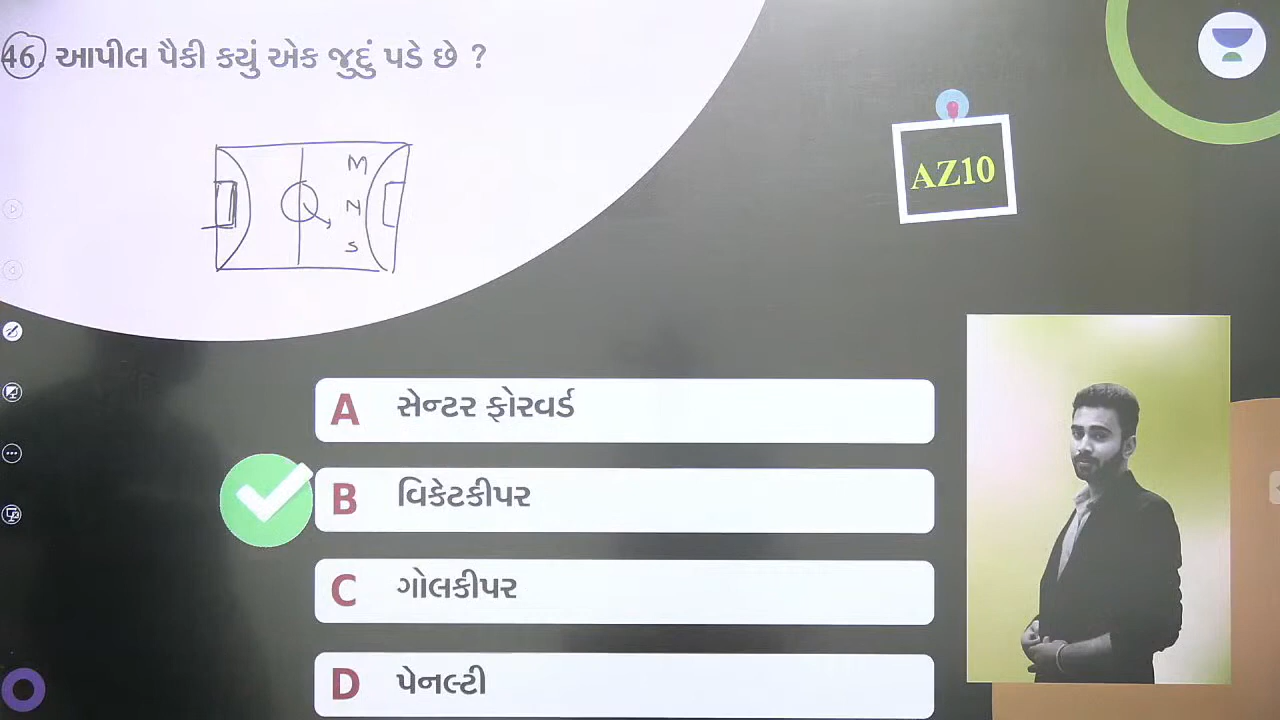 46. આપીલ પૈકી કયું એક જુદું પડે છે ?
M
N
S
AZ10
A સેન્ટર ફોરવર્ડ
B વિકેટકીપર
C ગોલકીપર
D પેનલ્ટી